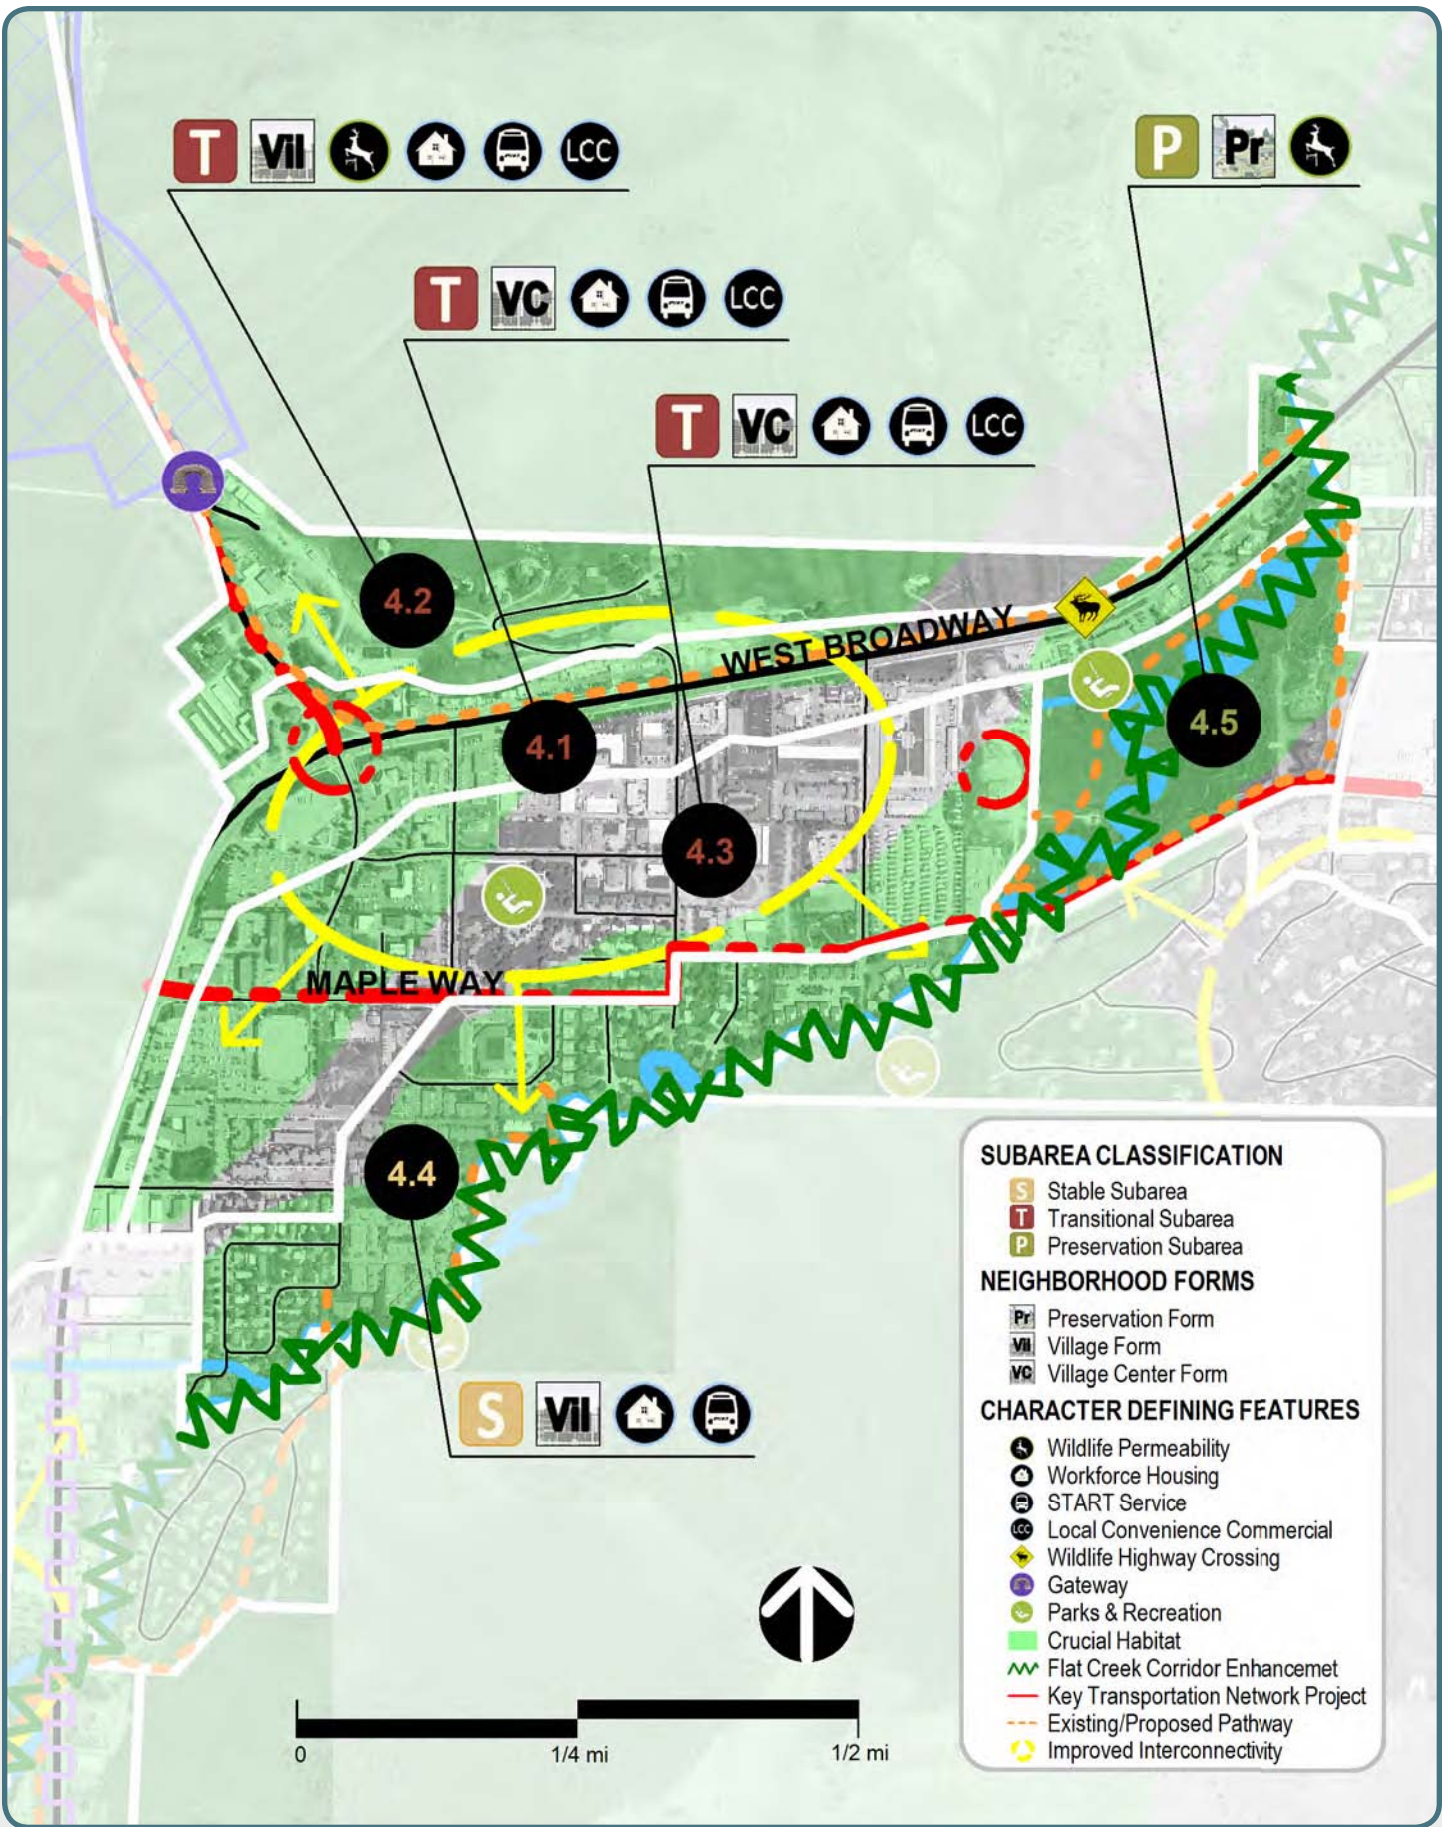 T Vil LCC
P Pr
T VC LCC
T VC LCC
4.2
WEST BROADWAY
4.5
4.1
4.3
MAPLE WAY
4.4
S Vil
SUBAREA CLASSIFICATION
S Stable Subarea
T Transitional Subarea
P Preservation Subarea
NEIGHBORHOOD FORMS
Pr Preservation Form
Vil Village Form
VC Village Center Form
CHARACTER DEFINING FEATURES
Wildlife Permeability
Workforce Housing
START Service
LCC Local Convenience Commercial
Wildlife Highway Crossing
Gateway
Parks & Recreation
Crucial Habitat
Flat Creek Corridor Enhancemet
Key Transportation Network Project
Existing/Proposed Pathway
Improved Interconnectivity
0 1/4 mi 1/2 mi